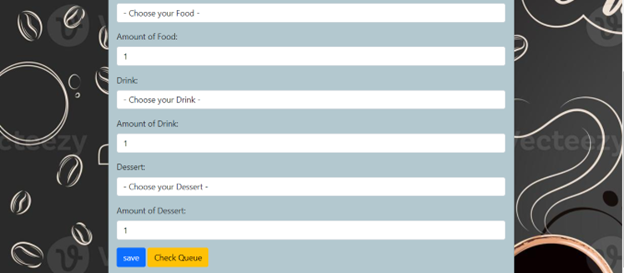 - Choose your Food -
Amount of Food:
1
Drink:
- Choose your Drink -
Amount of Drink:
1
Dessert:
- Choose your Dessert -
Amount of Dessert:
1
save Check Queue